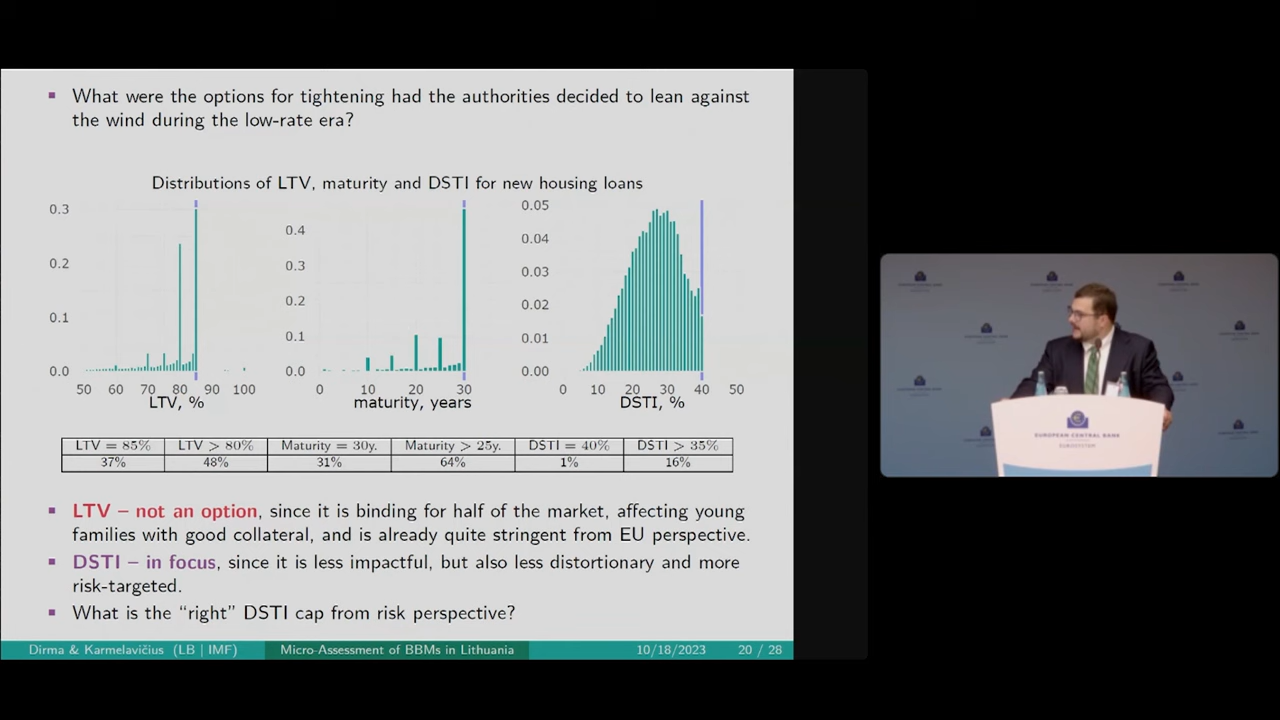 ▪ What were the options for tightening had the authorities decided to lean against
the wind during the low-rate era?
Distributions of LTV, maturity and DSTI for new housing loans
0.3
0.2
0.1
0.0
50 60 70 80 90 100
LTV, %
0.4
0.3
0.2
0.1
0.0
0 10 20 30
maturity, years
0.05
0.04
0.03
0.02
0.01
0.00
0 10 20 30 40 50
DSTI, %
LTV = 85% LTV > 80% Maturity = 30y. Maturity > 25y. DSTI = 40% DSTI > 35%
37% 48% 31% 64% 1% 16%
▪ LTV – not an option, since it is binding for half of the market, affecting young
families with good collateral, and is already quite stringent from EU perspective.
▪ DSTI – in focus, since it is less impactful, but also less distortionary and more
risk-targeted.
▪ What is the “right” DSTI cap from risk perspective?
Dirma & Karmelavičius (LB | IMF) Micro-Assessment of BBMs in Lithuania 10/18/2023 20 / 28
EUROPEAN CENTRAL BANK
EUROSYSTEM